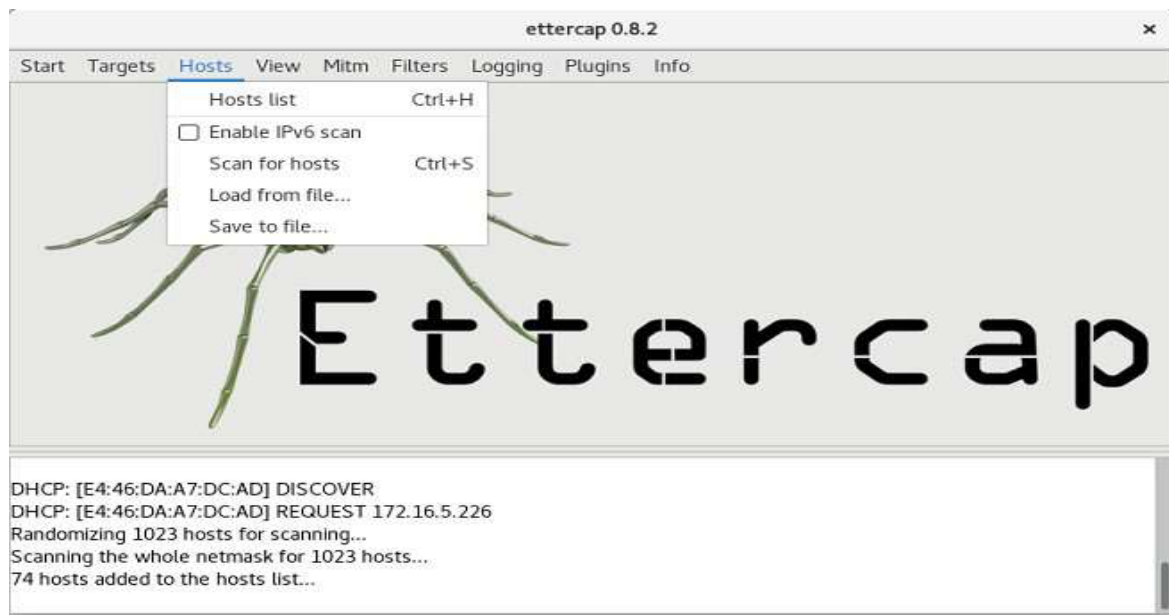 ettercap 0.8.2 ×
Start Targets Hosts View Mitm Filters Logging Plugins Info
Hosts list Ctrl+H
Enable IPv6 scan
Scan for hosts Ctrl+S
Load from file...
Save to file...
Ettercap
DHCP: [E4:46:DA:A7:DC:AD] DISCOVER
DHCP: [E4:46:DA:A7:DC:AD] REQUEST 172.16.5.226
Randomizing 1023 hosts for scanning...
Scanning the whole netmask for 1023 hosts...
74 hosts added to the hosts list...